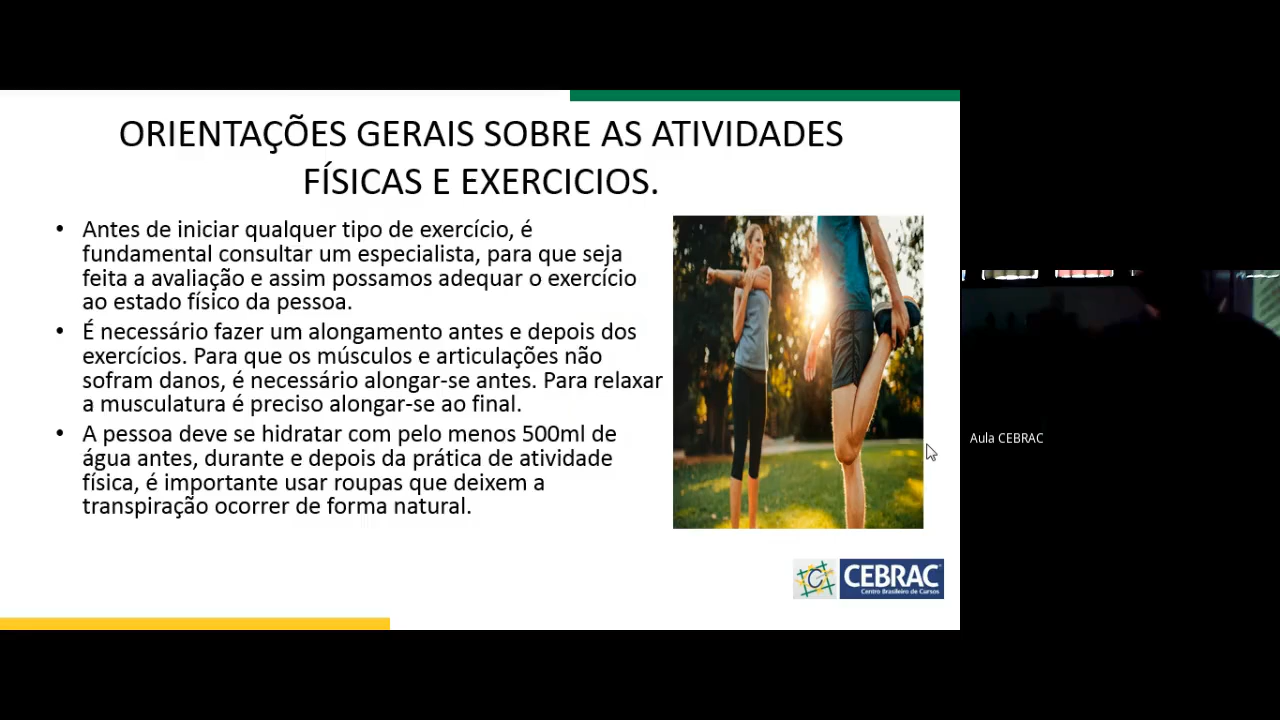 ORIENTAÇÕES GERAIS SOBRE AS ATIVIDADES
FÍSICAS E EXERCICIOS.
• Antes de iniciar qualquer tipo de exercício, é
fundamental consultar um especialista, para que seja
feita a avaliação e assim possamos adequar o exercício
ao estado físico da pessoa.
• É necessário fazer um alongamento antes e depois dos
exercícios. Para que os músculos e articulações não
sofram danos, é necessário alongar-se antes. Para relaxar
a musculatura é preciso alongar-se ao final.
• A pessoa deve se hidratar com pelo menos 500ml de
água antes, durante e depois da prática de atividade
física, é importante usar roupas que deixem a
transpiração ocorrer de forma natural.
CEBRAC
Centro Brasileiro de Cursos
Aula CEBRAC